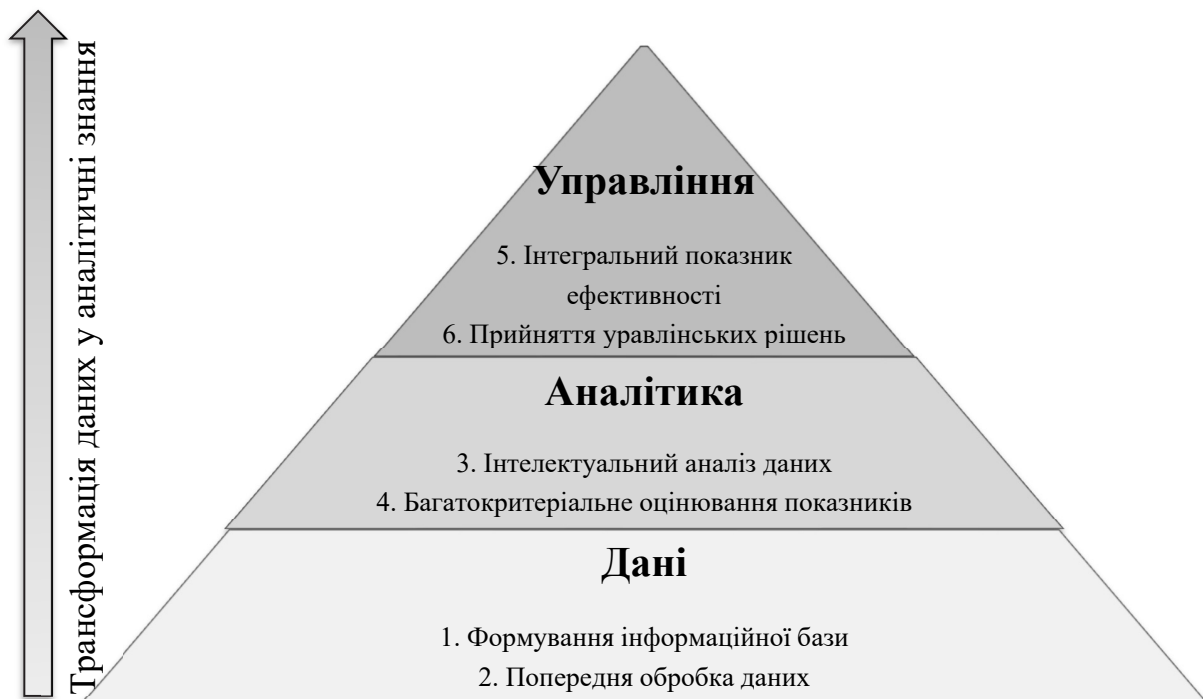 Трансформація даних у аналітичні знання
Управління
5. Інтегральний показник
ефективності
6. Прийняття уравлінських рішень
Аналітика
3. Інтелектуальний аналіз даних
4. Багатокритеріальне оцінювання показників
Дані
1. Формування інформаційної бази
2. Попередня обробка даних